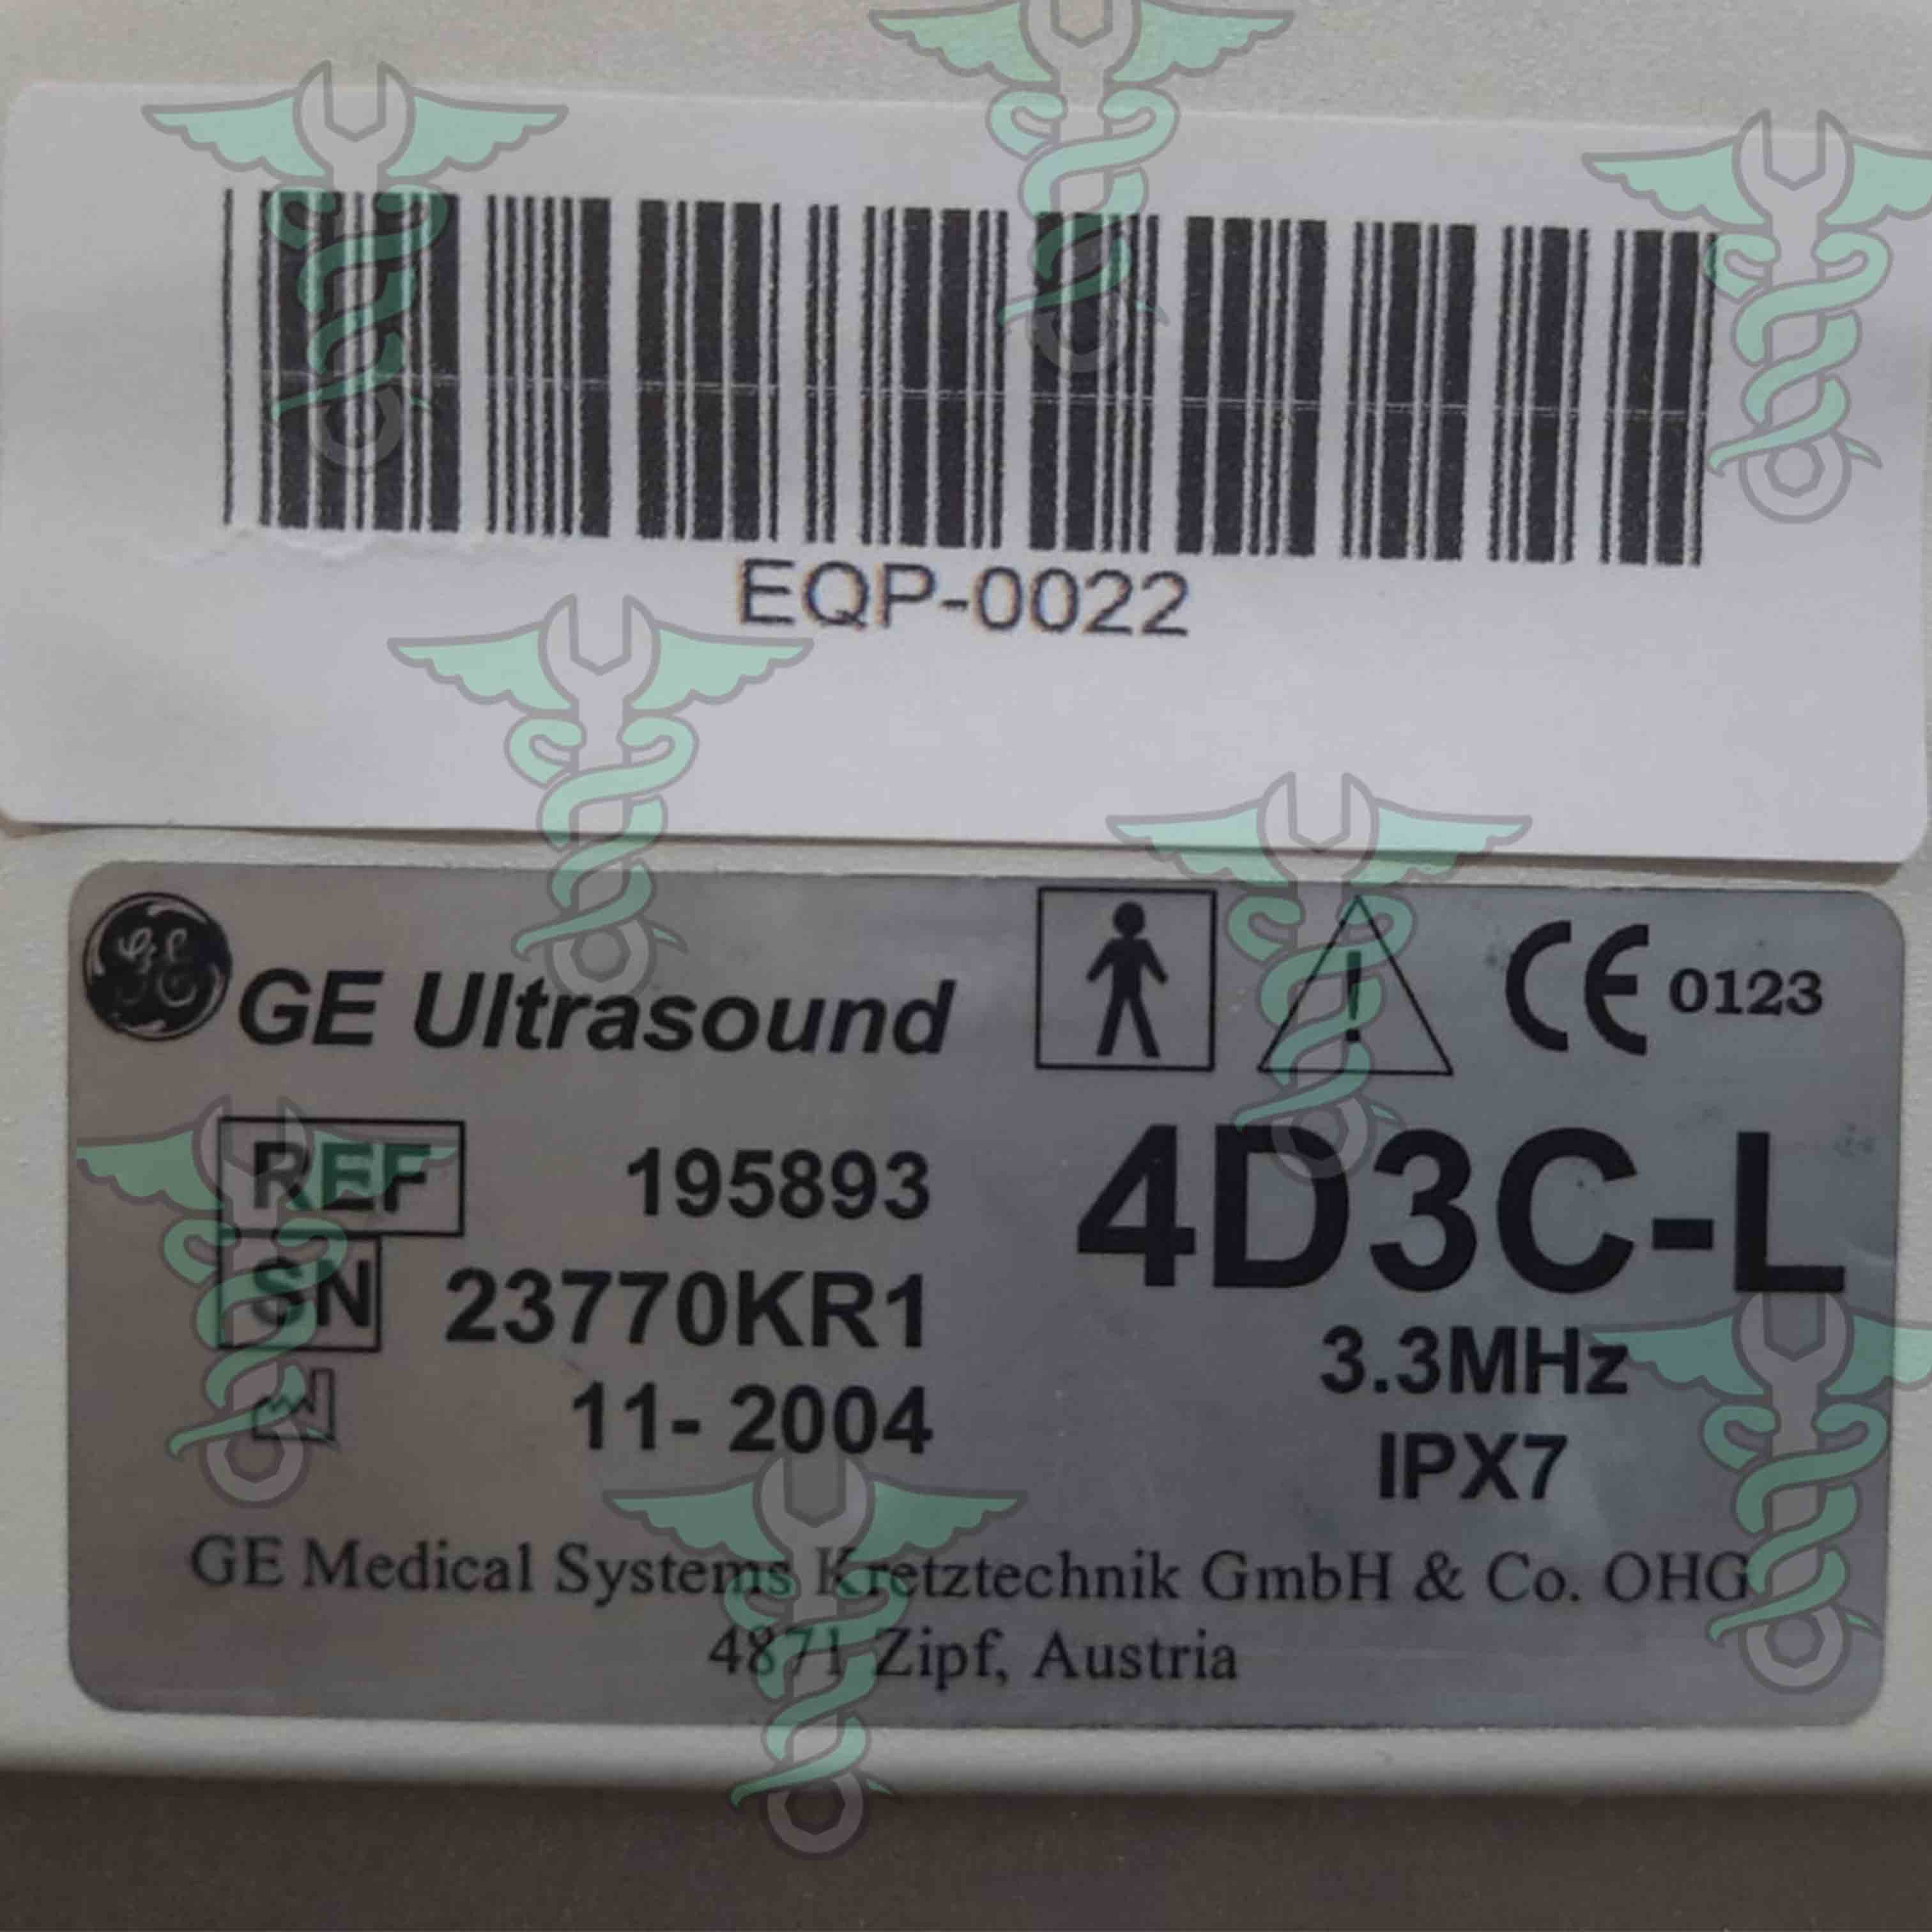 EQP-0022
GE
GE Ultrasound
CE 0123
REF 195893
4D3C-L
SN 23770KR1
3.3MHz
11- 2004
IPX7
GE Medical Systems Kretztechnik GmbH & Co. OHG
4871 Zipf, Austria